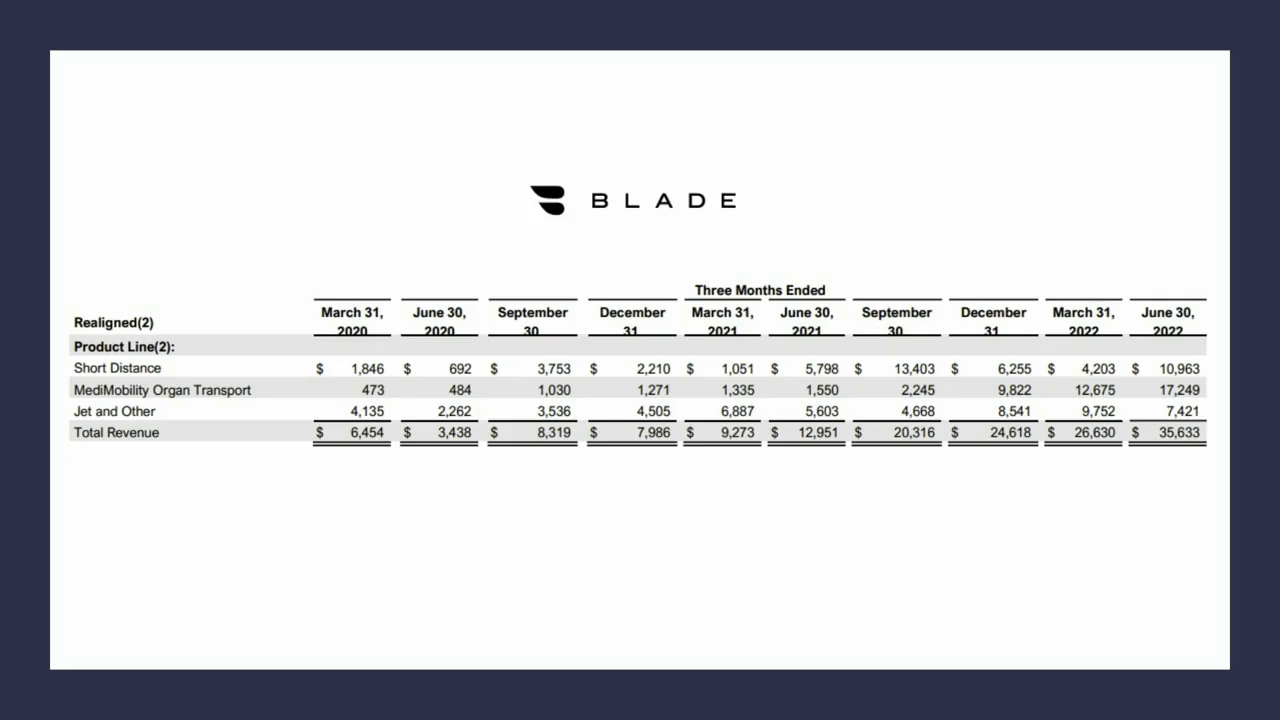 BLADE
Three Months Ended
Realigned(2) March 31, 2020 June 30, 2020 September 30 December 31 March 31, 2021 June 30, 2021 September 30 December 31 March 31, 2022 June 30, 2022
Product Line(2):
Short Distance $ 1,846 $ 692 $ 3,753 $ 2,210 $ 1,051 $ 5,798 $ 13,403 $ 6,255 $ 4,203 $ 10,963
MediMobility Organ Transport 473 484 1,030 1,271 1,335 1,550 2,245 9,822 12,675 17,249
Jet and Other 4,135 2,262 3,536 4,505 6,887 5,603 4,668 8,541 9,752 7,421
Total Revenue $ 6,454 $ 3,438 $ 8,319 $ 7,986 $ 9,273 $ 12,951 $ 20,316 $ 24,618 $ 26,630 $ 35,633